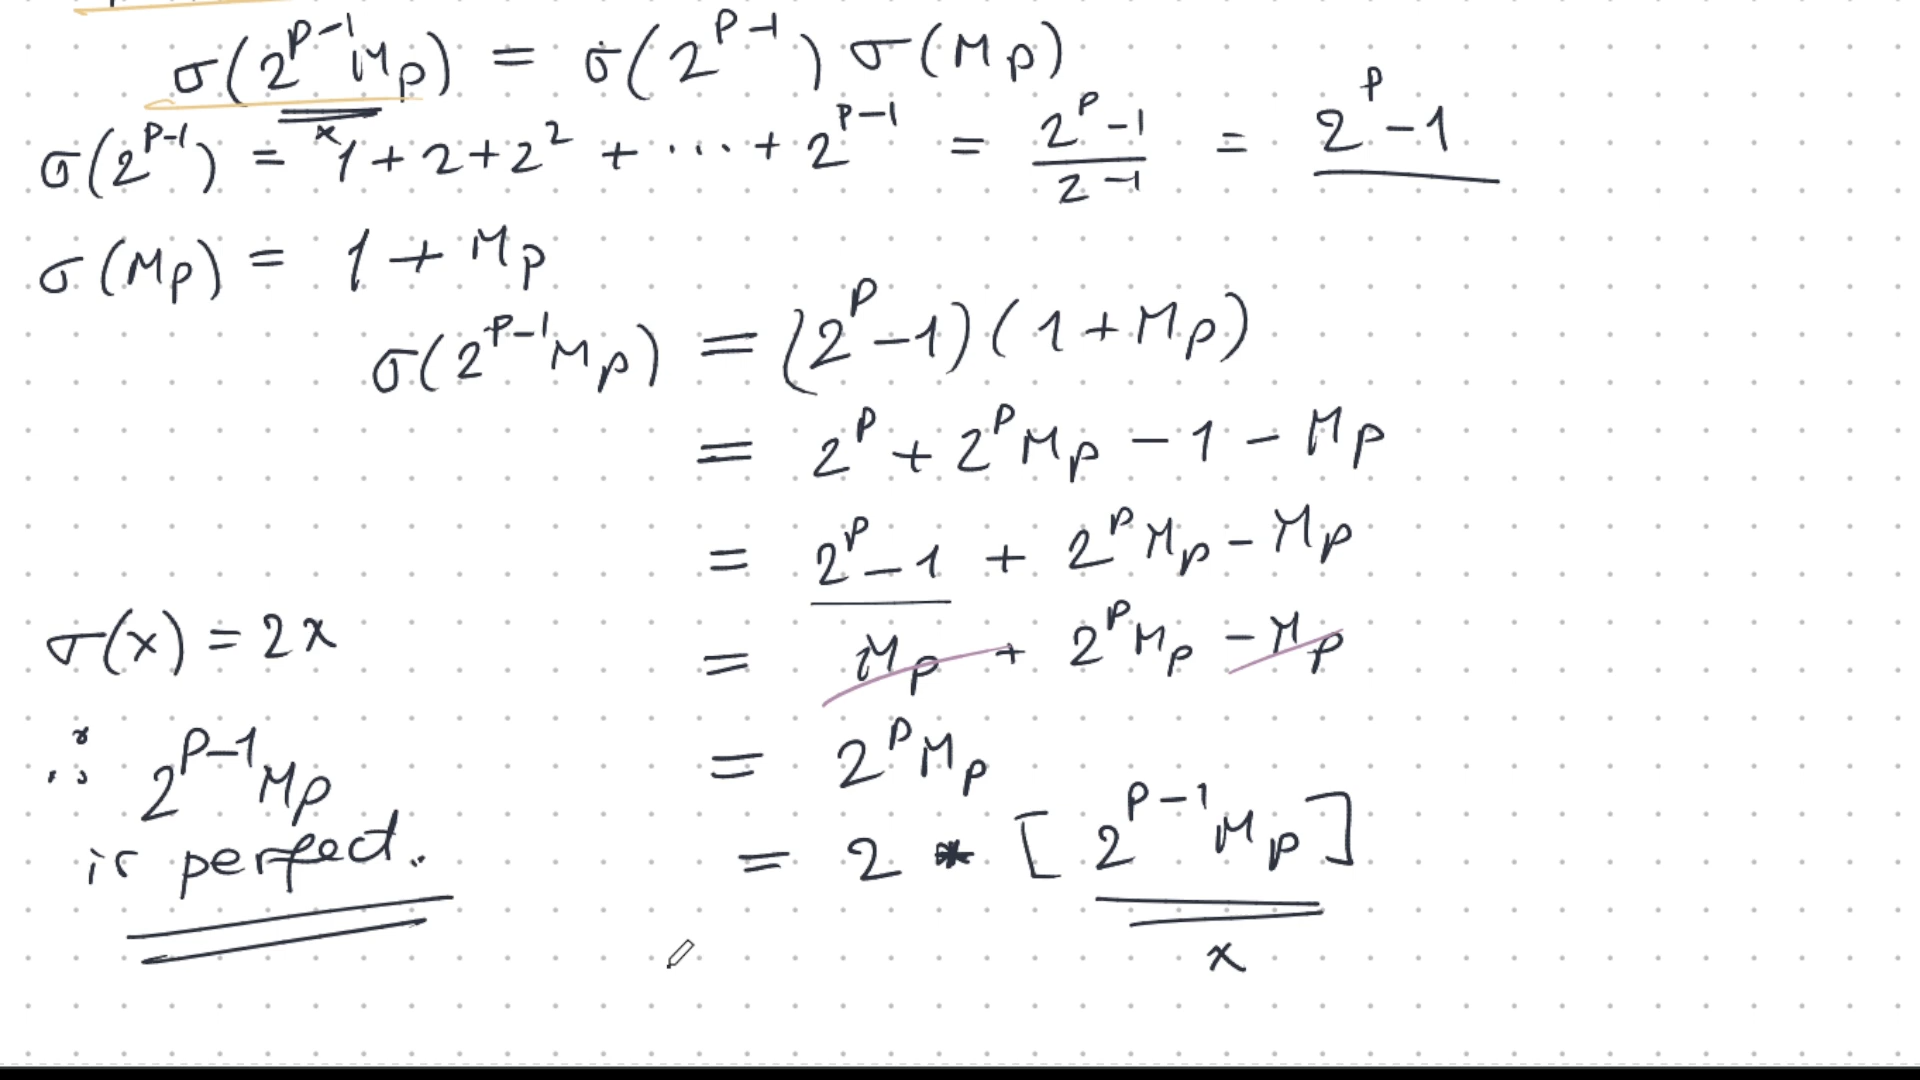 σ(2^{p-1} M_p) = σ(2^{p-1}) σ(M_p)
x
σ(2^{p-1}) = 1 + 2 + 2^2 + ... + 2^{p-1} = \frac{2^p - 1}{2 - 1} = 2^p - 1
σ(M_p) = 1 + M_p
σ(2^{p-1} M_p) = (2^p - 1)(1 + M_p)
= 2^p + 2^p M_p - 1 - M_p
= 2^p - 1 + 2^p M_p - M_p
= M_p + 2^p M_p - M_p
= 2^p M_p
= 2 * [2^{p-1} M_p]
x
σ(x) = 2x
∴ 2^{p-1} M_p
is perfect.